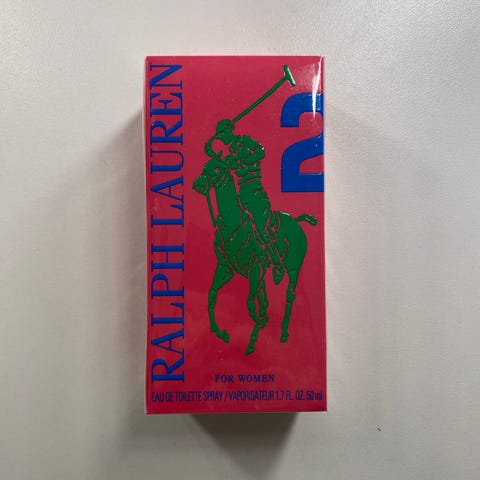 RALPH LAUREN
2
FOR WOMEN
EAU DE TOILETTE SPRAY / VAPORISATEUR 1.7 FL. OZ. 50 ml